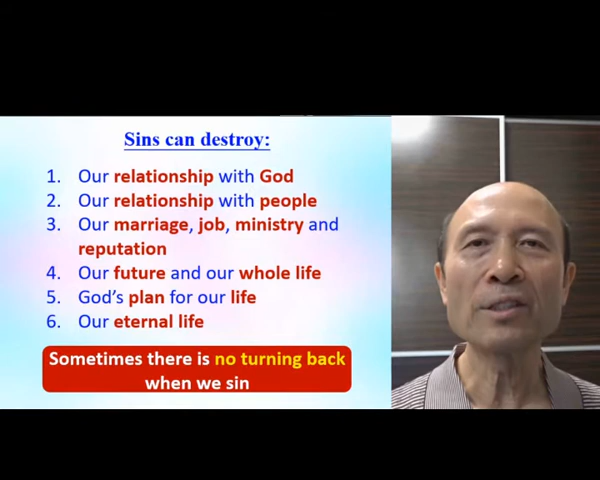 Sins can destroy:
1. Our relationship with God
2. Our relationship with people
3. Our marriage, job, ministry and
reputation
4. Our future and our whole life
5. God's plan for our life
6. Our eternal life
Sometimes there is no turning back
when we sin